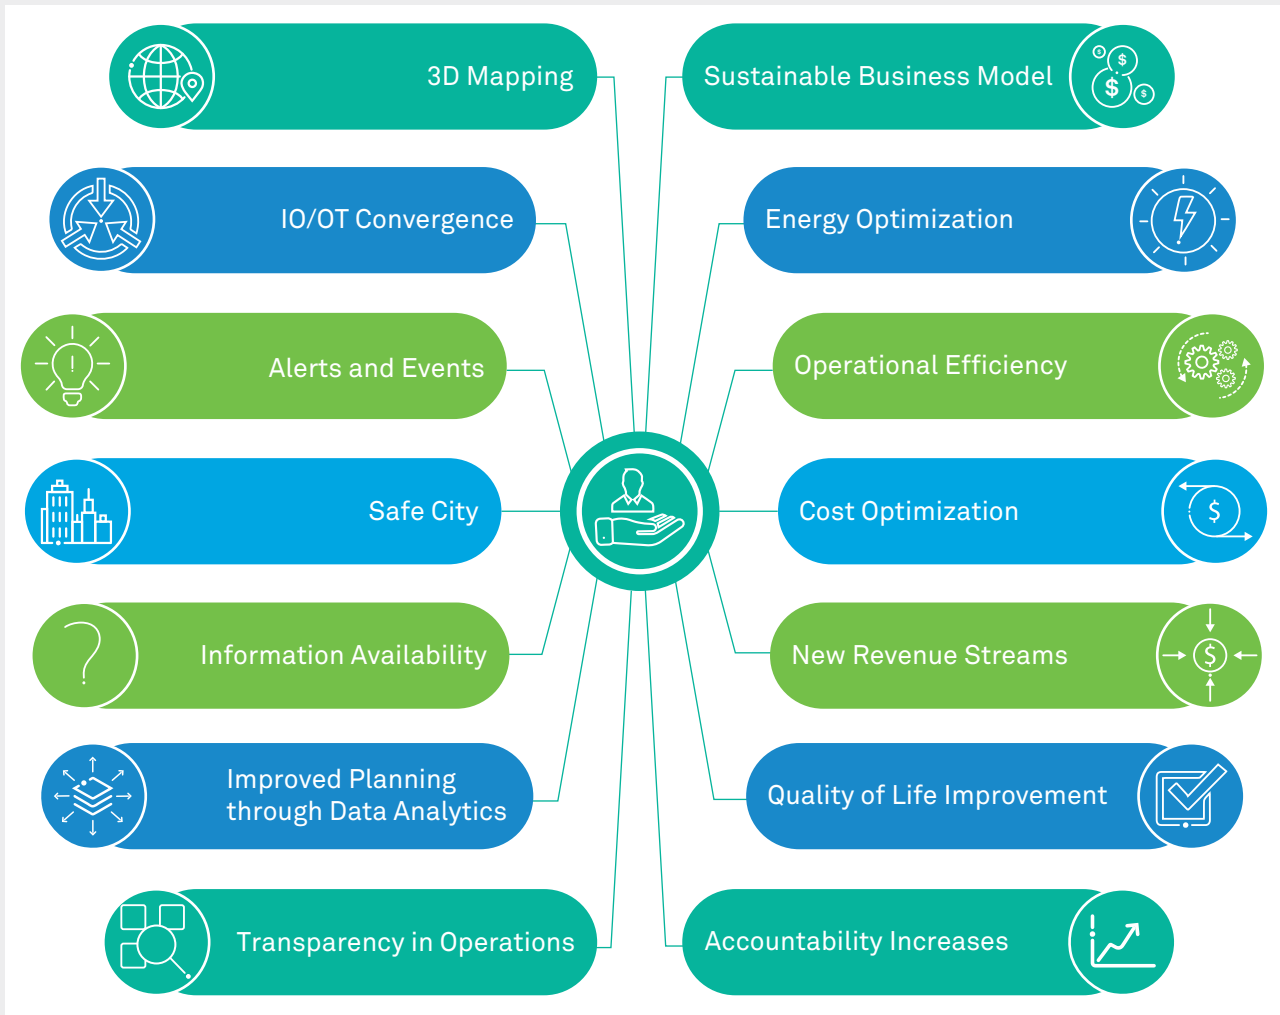 3D Mapping
IO/OT Convergence
Alerts and Events
Safe City
Information Availability
Improved Planning
through Data Analytics
Transparency in Operations
Sustainable Business Model
$
$
$
$
Energy Optimization
Operational Efficiency
Cost Optimization
$
New Revenue Streams
$
Quality of Life Improvement
Accountability Increases